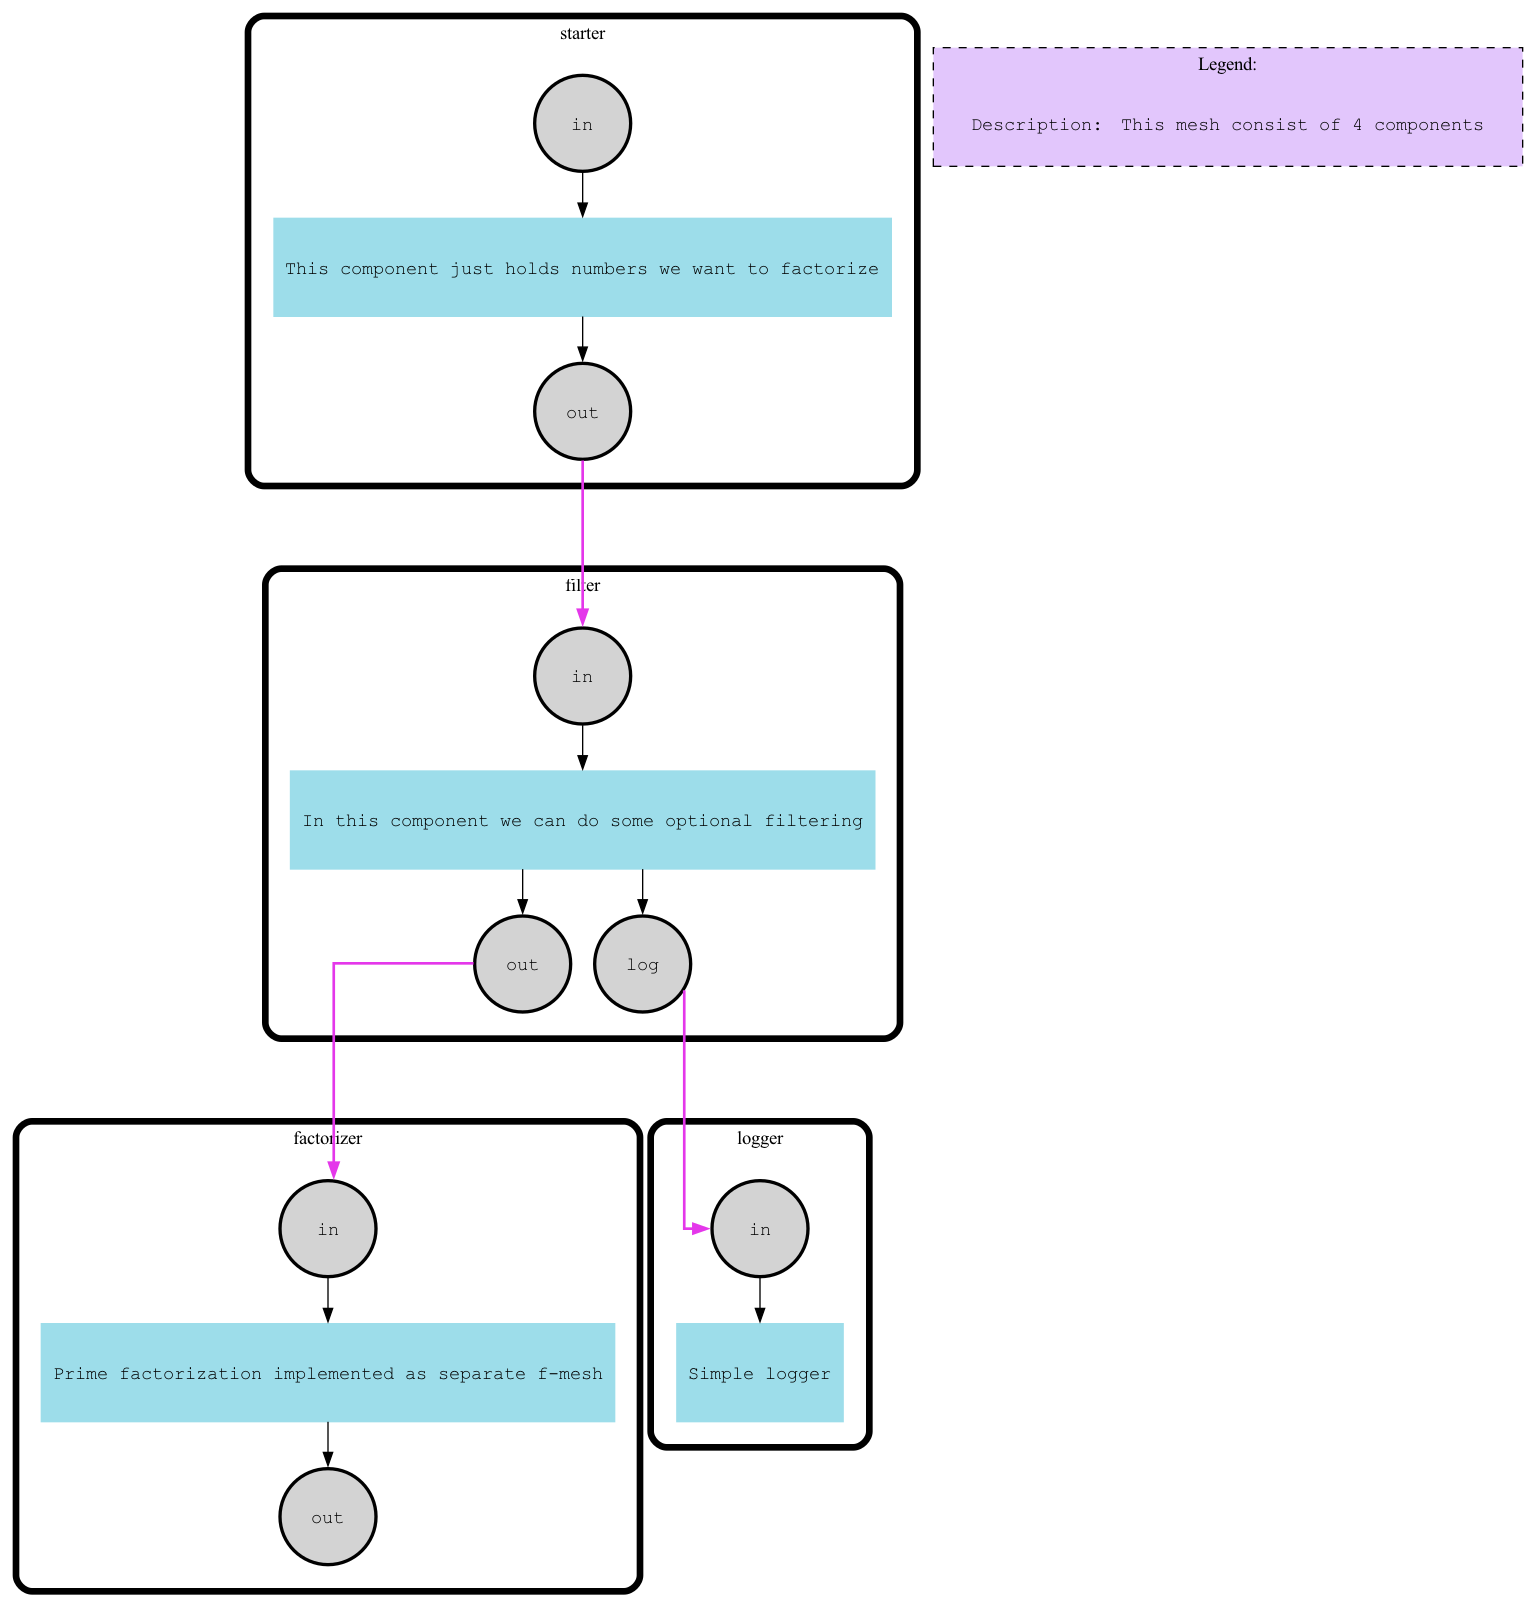 starter
in
This component just holds numbers we want to factorize
out
Legend:
Description: This mesh consist of 4 components
filter
in
In this component we can do some optional filtering
out
log
factorizer
in
Prime factorization implemented as separate f-mesh
out
logger
in
Simple logger